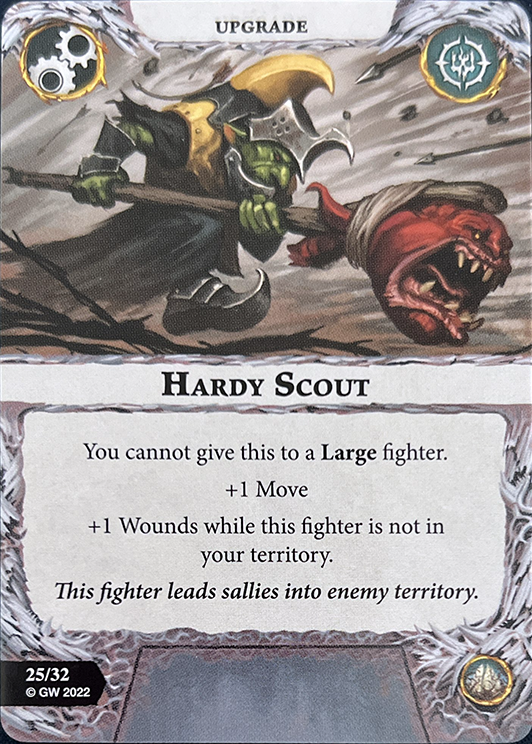 UPGRADE
HARDY SCOUT
You cannot give this to a Large fighter.
+1 Move
+1 Wounds while this fighter is not in
your territory.
This fighter leads sallies into enemy territory.
25/32
© GW 2022